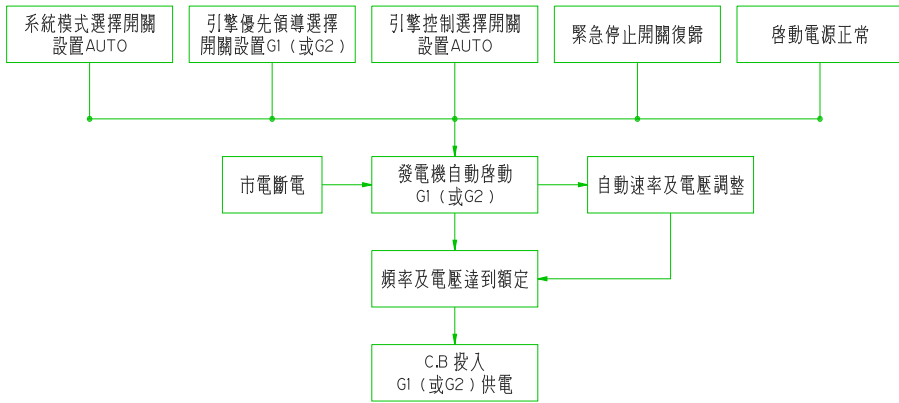 系統模式選擇開關
設置AUTO
引擎優先領導選擇
開關設置G1(或G2)
引擎控制選擇開關
設置AUTO
緊急停止開關復歸
啓動電源正常
市電斷電
發電機自動啓動
G1(或G2)
自動速率及電壓調整
頻率及電壓達到額定
C.B 投入
G1(或G2)供電